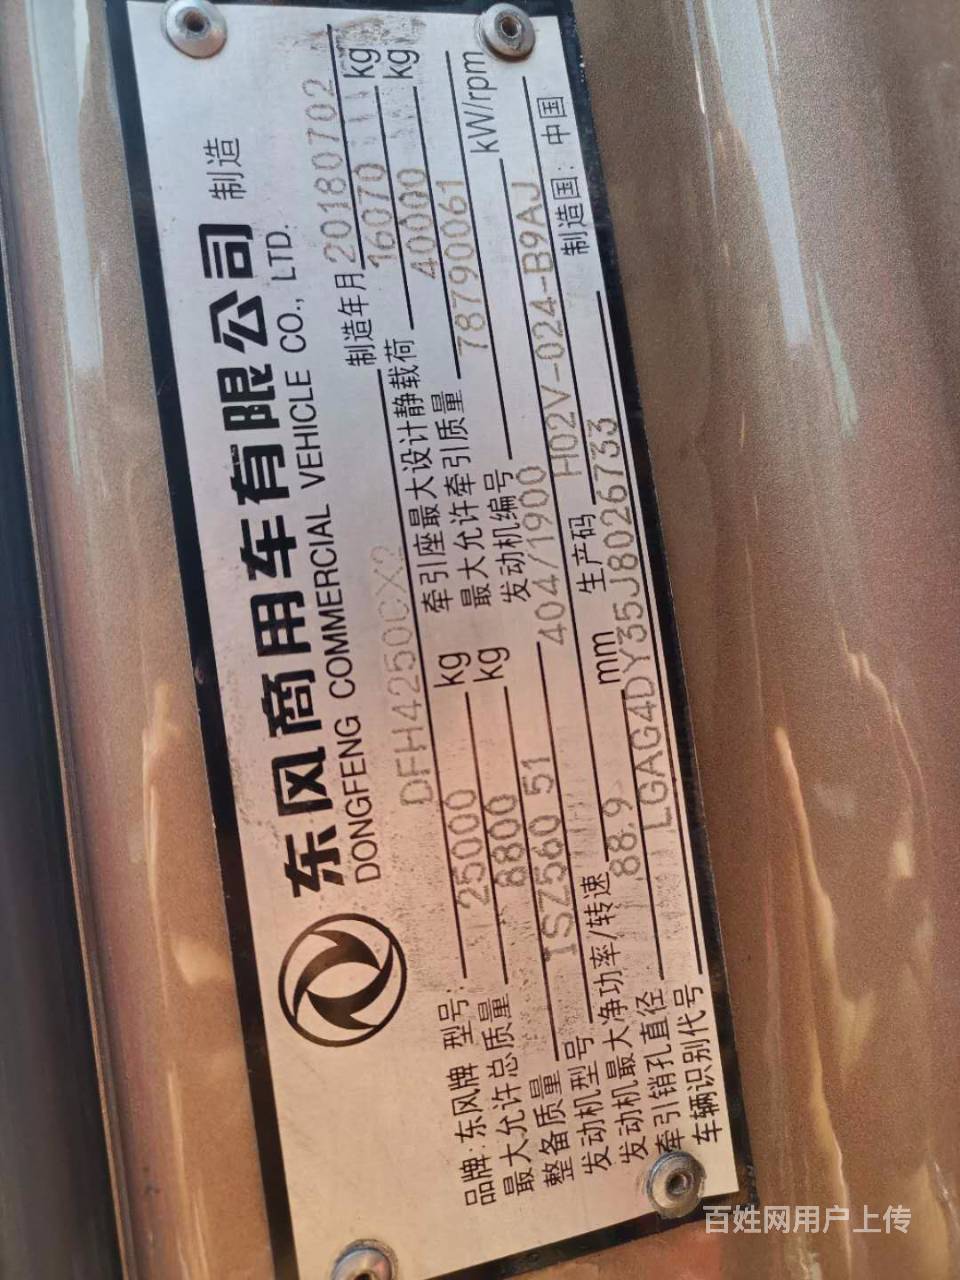 东风商用车有限公司 制造
DONGFENG COMMERCIAL VEHICLE CO., LTD.
品牌:东风牌 型号: DFH4250CX2 制造年月 20180702
最大允许总质量 25000 kg 牵引座最大设计静载荷 16070 kg
整备质量 8800 kg 最大允许牵引质量 40000 kg
发动机型号 ISZ560 51 发动机编号 78790061
发动机最大净功率/转速 404/1900 kW/rpm
牵引销孔直径 88.9 mm 生产码 H02V-024-B9AJ
车辆识别代号 LGAG4DY35J8026733 制造国: 中国
百姓网用户上传